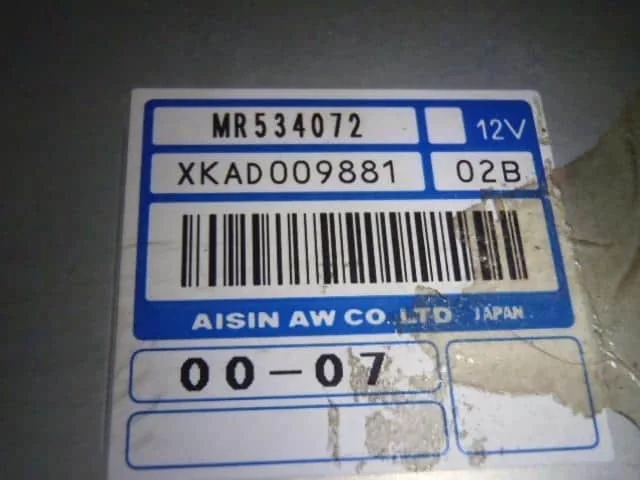 MR534072 12V
XKAD009881 02B
AISIN AW CO. LTD JAPAN
00-07